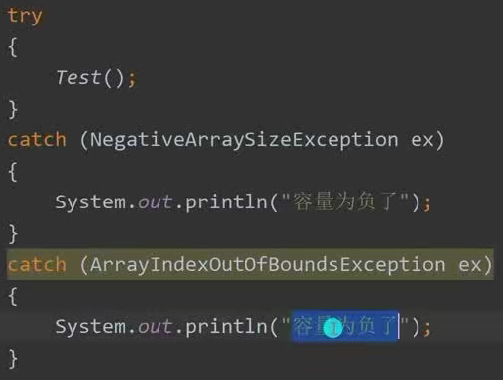 try
{
Test();
}
catch (NegativeArraySizeException ex)
{
System.out.println("容量为负了");
}
catch (ArrayIndexOutOfBoundsException ex)
{
System.out.println("容量为负了");
}